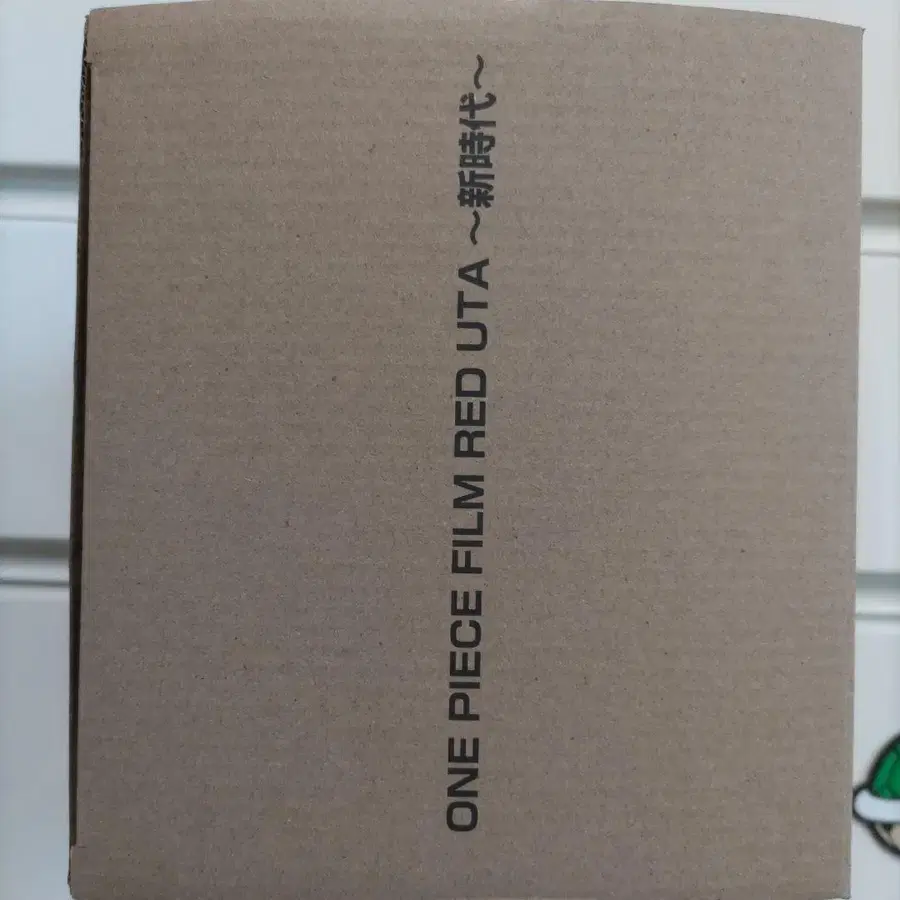 ONE PIECE FILM RED UTA ～新時代～